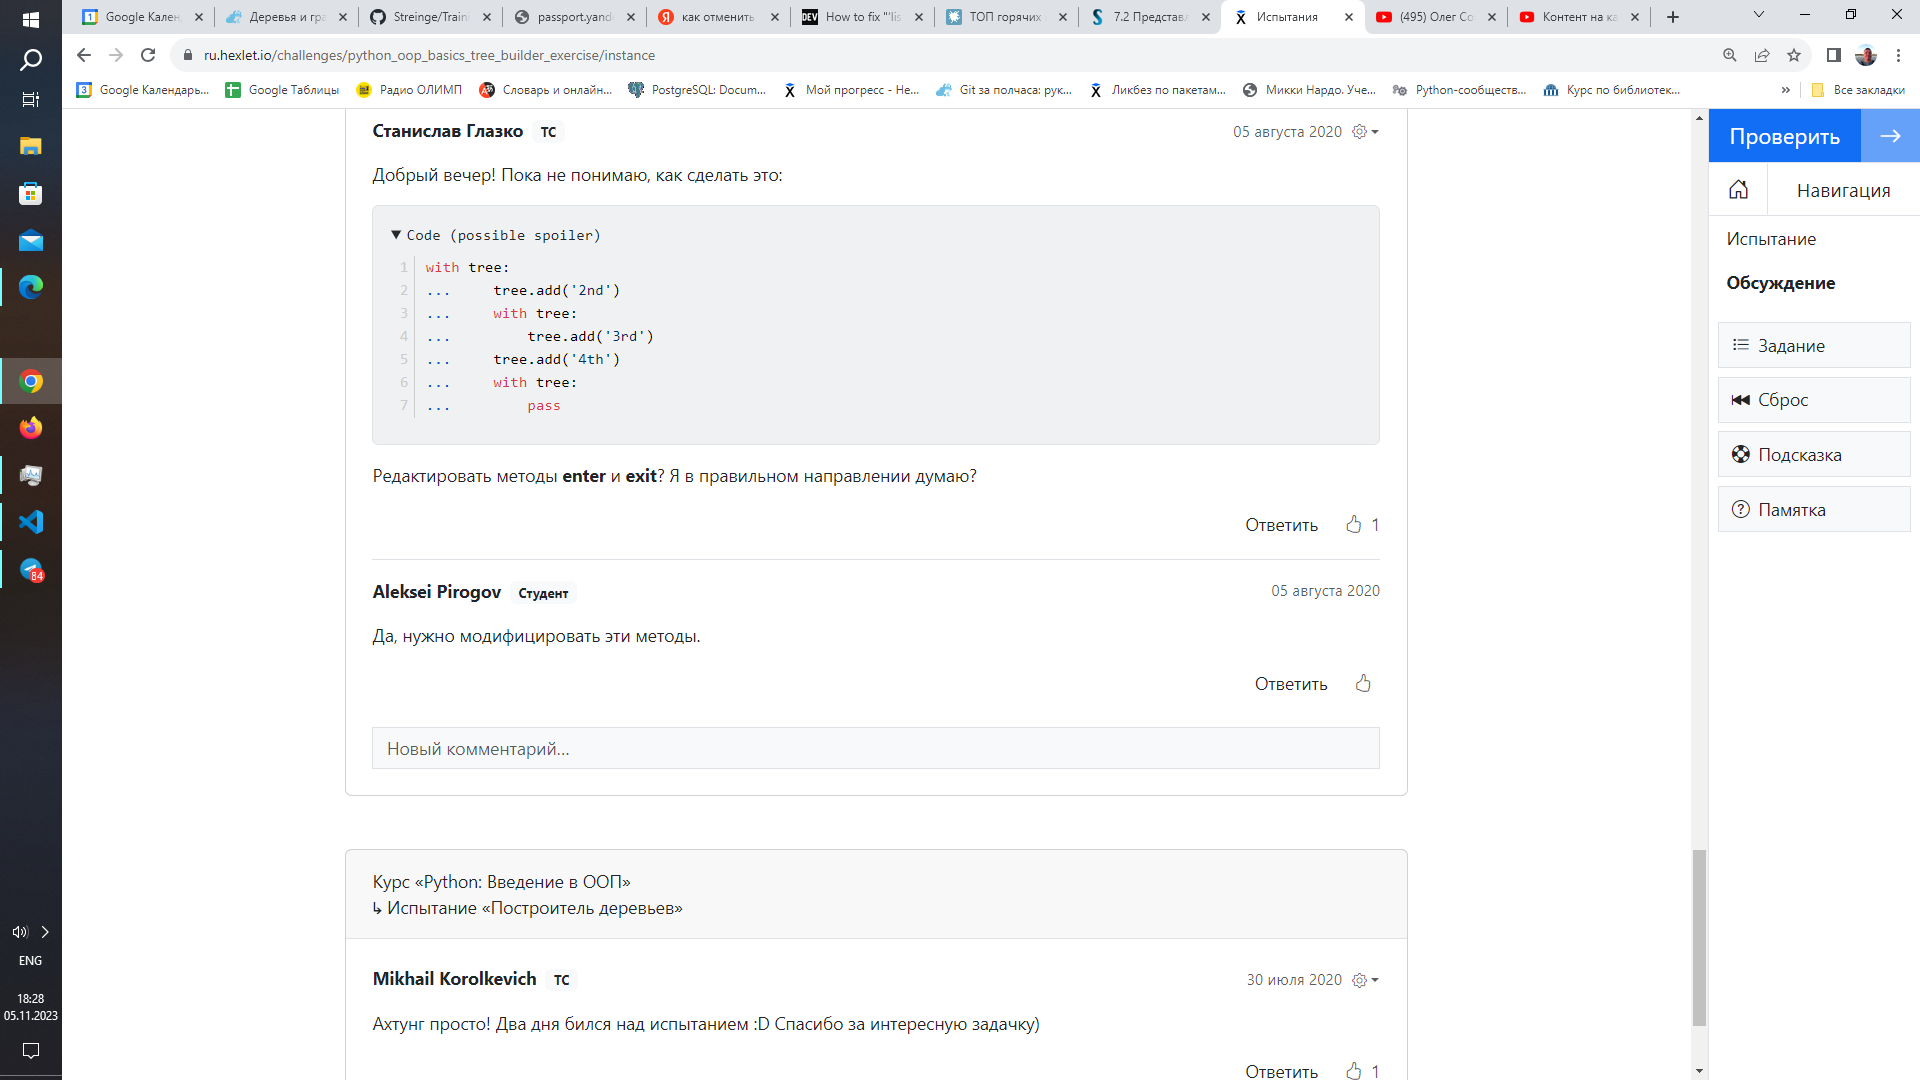 Google Кален
Деревья и гра
Streinge/Train
passport.yand
как отменить
DEV
How to fix "'lis
ТОП горячих
7.2 Представл
Испытания
(495) Олег Со
Контент на ка
ru.hexlet.io/challenges/python_oop_basics_tree_builder_exercise/instance
Google Календарь...
Google Таблицы
Радио ОЛИМП
Словарь и онлайн...
PostgreSQL: Docum...
Мой прогресс - Не...
Git за полчаса: рук...
Ликбез по пакетам...
Микки Нардо. Уче...
Python-сообществ...
Курс по библиотек...
»
Все закладки
Станислав Глазко ТС
05 августа 2020
Добрый вечер! Пока не понимаю, как сделать это:
▼ Code (possible spoiler)
1 with tree:
2 ...     tree.add('2nd')
3 ...     with tree:
4 ...         tree.add('3rd')
5 ...     tree.add('4th')
6 ...     with tree:
7 ...         pass
Редактировать методы enter и exit? Я в правильном направлении думаю?
Ответить 1
Aleksei Pirogov Студент
05 августа 2020
Да, нужно модифицировать эти методы.
Ответить
Новый комментарий...
Курс «Python: Введение в ООП»
↳ Испытание «Построитель деревьев»
Mikhail Korolkevich ТС
30 июля 2020
Ахтунг просто! Два дня бился над испытанием :D Спасибо за интересную задачку)
Ответить 1
Проверить
Навигация
Испытание
Обсуждение
Задание
Сброс
Подсказка
Памятка
84
ENG
18:28
05.11.2023